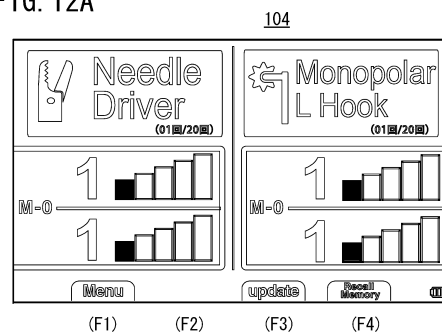 FIG. 12A
104
Needle
Driver
(01回/20回)
Monopolar
L Hook
(01回/20回)
1
M-0
1
1
M-0
1
Menu
update
Recall
Memory
(F1) (F2) (F3) (F4)